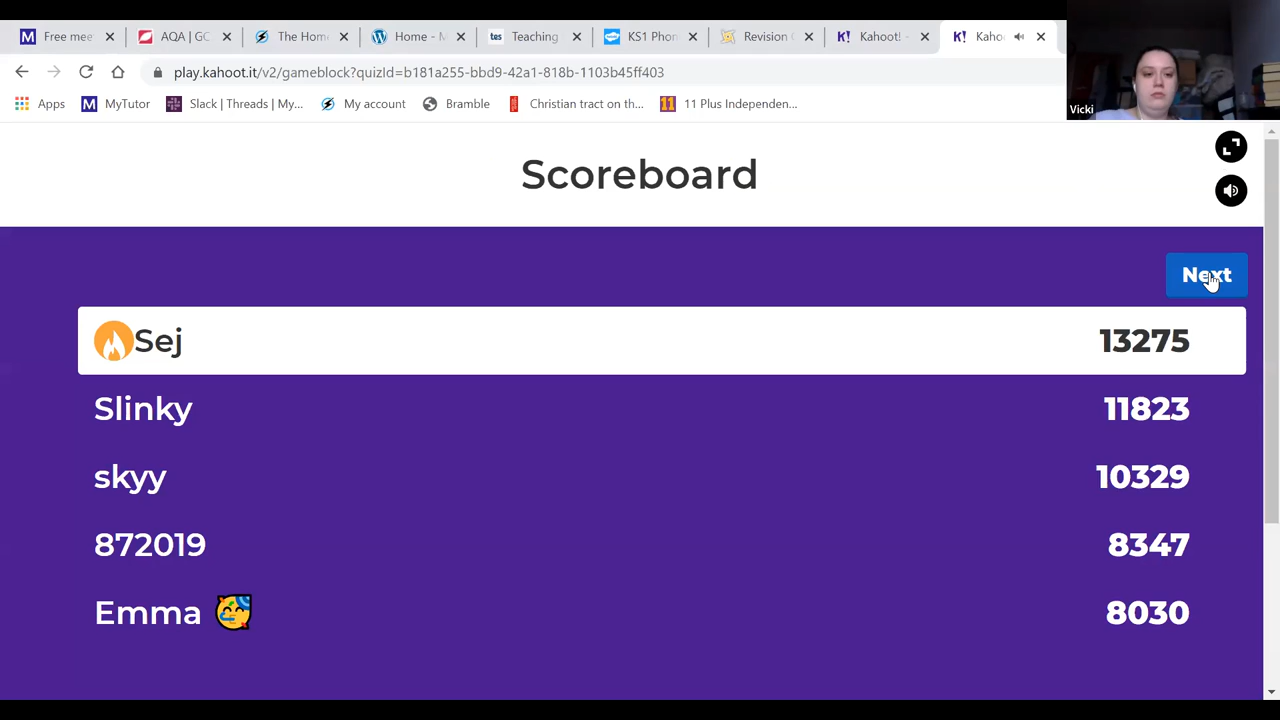 Free mee
AQA | GC
The Hom
Home - M
tes Teaching
KS1 Phon
Revision
K! Kahoot! -
K! Kaho
play.kahoot.it/v2/gameblock?quizId=b181a255-bbd9-42a1-818b-1103b45ff403
Apps
MyTutor
Slack | Threads | My...
My account
Bramble
Christian tract on th...
11 11 Plus Independen...
Vicki
Scoreboard
Next
Sej 13275
Slinky 11823
skyy 10329
872019 8347
Emma 🥳 8030